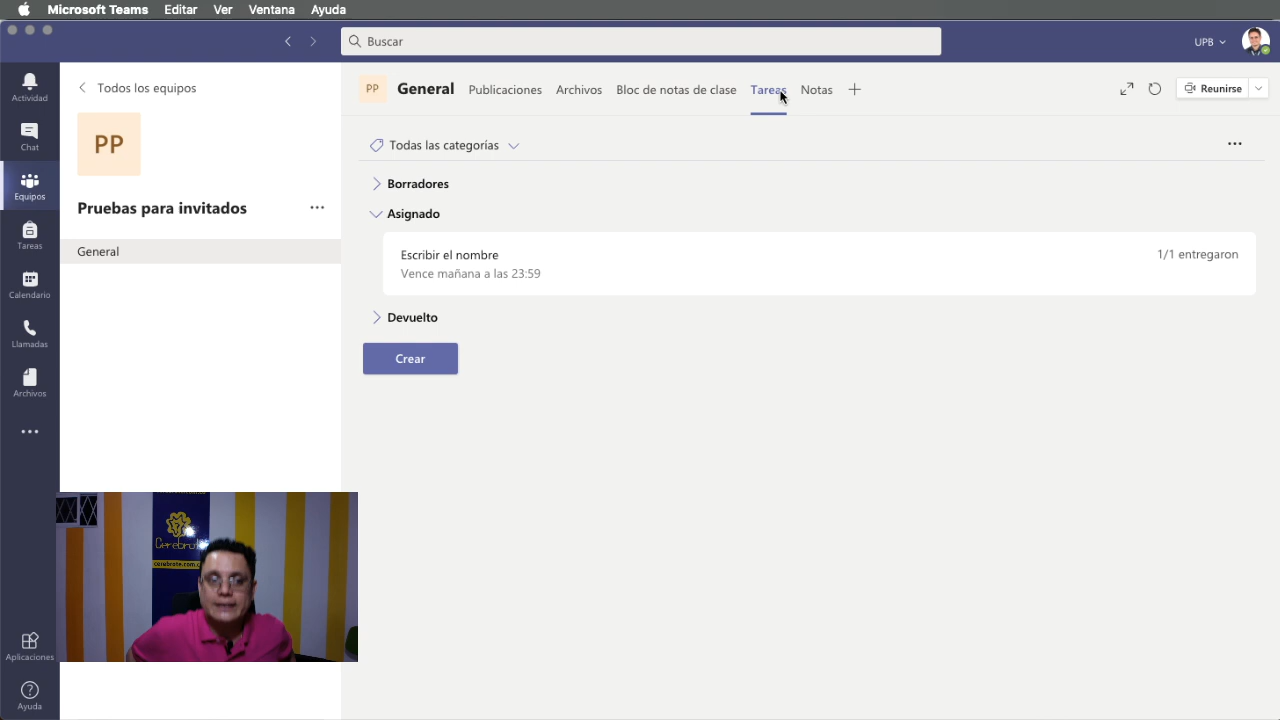 Microsoft Teams Editar Ver Ventana Ayuda
Buscar
UPB
Actividad
Chat
Equipos
Tareas
Calendario
Llamadas
Archivos
Aplicaciones
Ayuda
Todos los equipos
PP
Pruebas para invitados
General
PP General Publicaciones Archivos Bloc de notas de clase Tareas Notas
Reunirse
Todas las categorías
Borradores
Asignado
Escribir el nombre
1/1 entregaron
Vence mañana a las 23:59
Devuelto
Crear
cerebrote.com